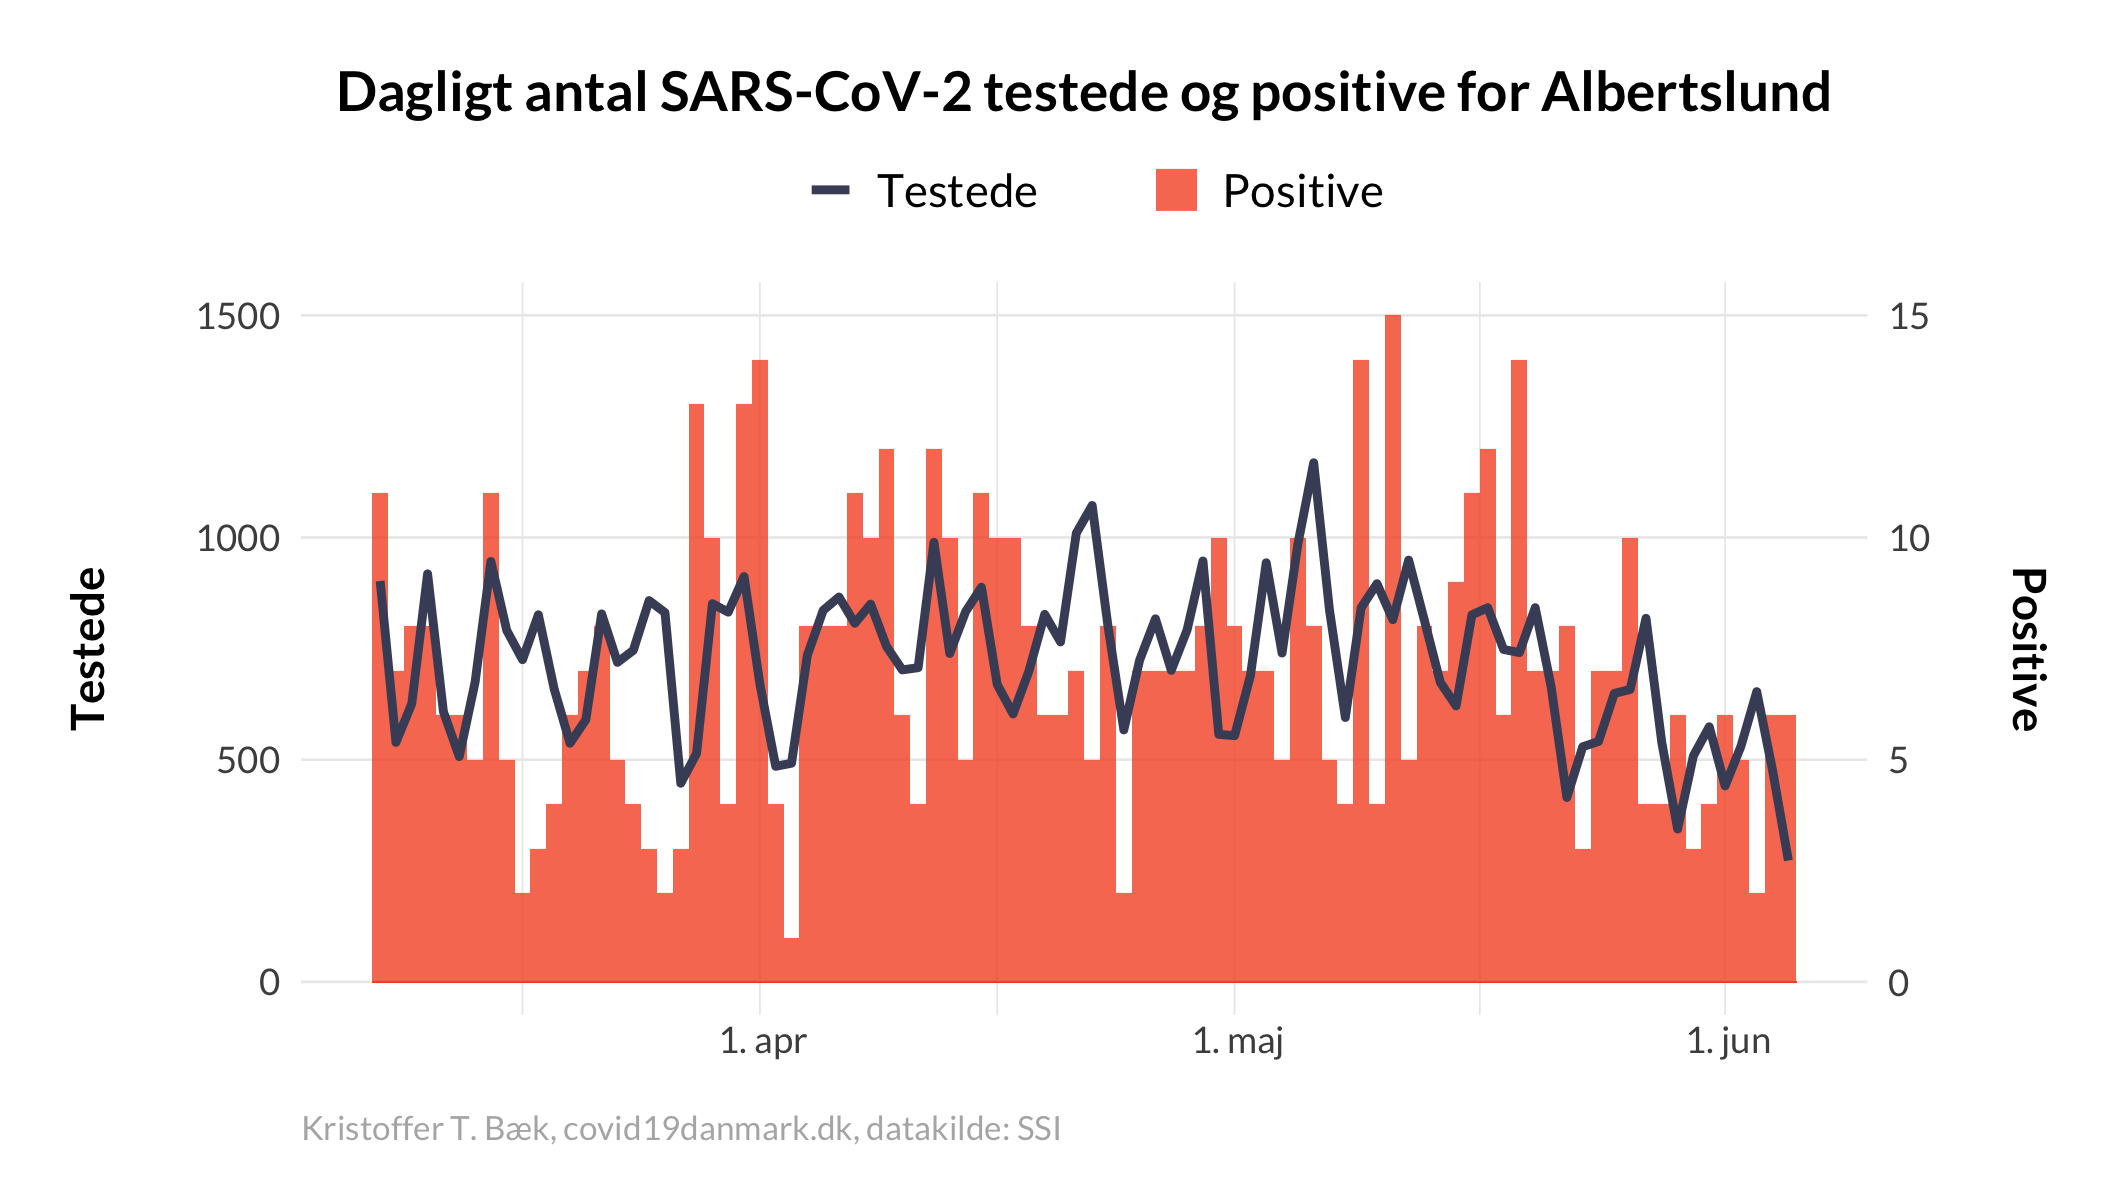 Dagligt antal SARS-CoV-2 testede og positive for Albertslund
Testede Positive
1500 15
1000 10
Testede
Positive
500 5
0 0
1. apr 1. maj 1. jun
Kristoffer T. Bæk, covid19danmark.dk, datakilde: SSI